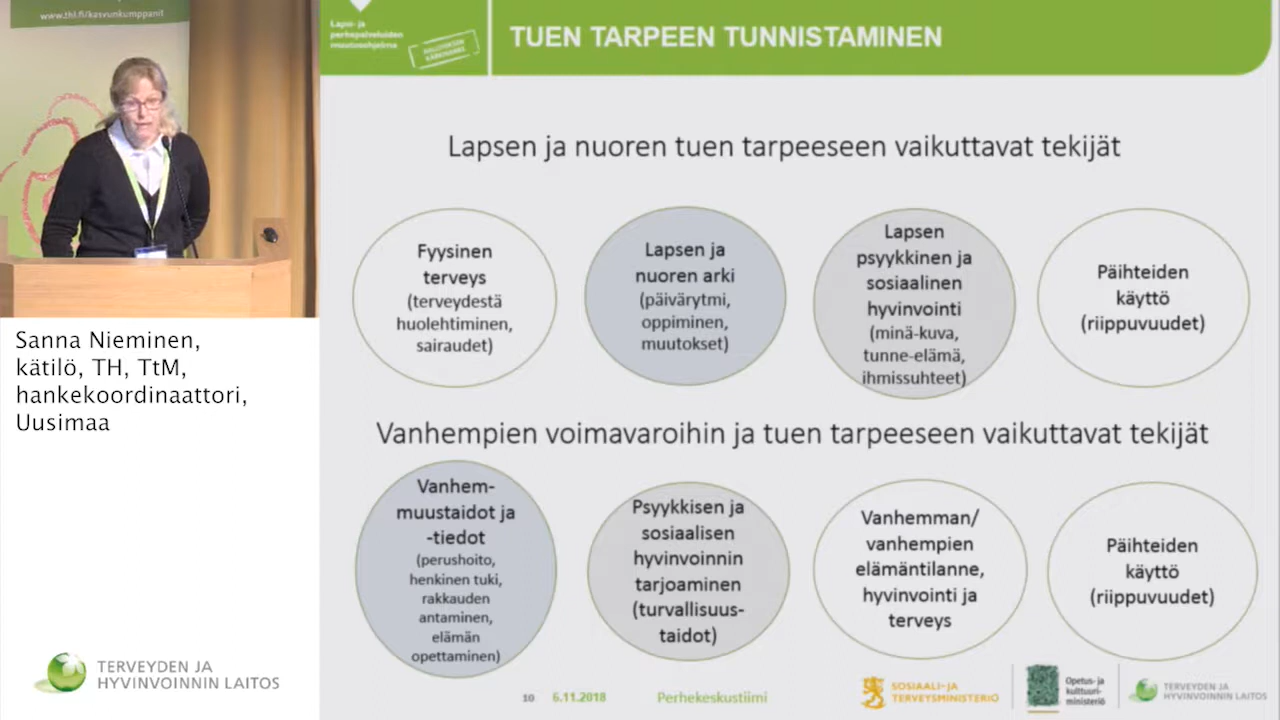 www.thl.fi/kasvunkumppanit
Lapsi- ja
perhepalveluiden
muutosohjelma
HALLITUKSEN
KÄRKIHANKE
TUEN TARPEEN TUNNISTAMINEN
Lapsen ja nuoren tuen tarpeeseen vaikuttavat tekijät
Fyysinen
terveys
(terveydestä
huolehtiminen,
sairaudet)
Lapsen ja
nuoren arki
(päivärytmi,
oppiminen,
muutokset)
Lapsen
psyykkinen ja
sosiaalinen
hyvinvointi
(minä-kuva,
tunne-elämä,
ihmissuhteet)
Päihteiden
käyttö
(riippuvuudet)
Sanna Nieminen,
kätilö, TH, TtM,
hankekoordinaattori,
Uusimaa
Vanhempien voimavaroihin ja tuen tarpeeseen vaikuttavat tekijät
Vanhem-
muustaidot ja
-tiedot
(perushoito,
henkinen tuki,
rakkauden
antaminen,
elämän
opettaminen)
Psyykkisen ja
sosiaalisen
hyvinvoinnin
tarjoaminen
(turvallisuus-
taidot)
Vanhemman/
vanhempien
elämäntilanne,
hyvinvointi ja
terveys
Päihteiden
käyttö
(riippuvuudet)
TERVEYDEN JA
HYVINVOINNIN LAITOS
10 6.11.2018 Perhekeskustiimi
SOSIAALI- JA
TERVEYSMINISTERIÖ
Opetus- ja
kulttuuri-
ministeriö
TERVEYDEN JA
HYVINVOINNIN LAITOS